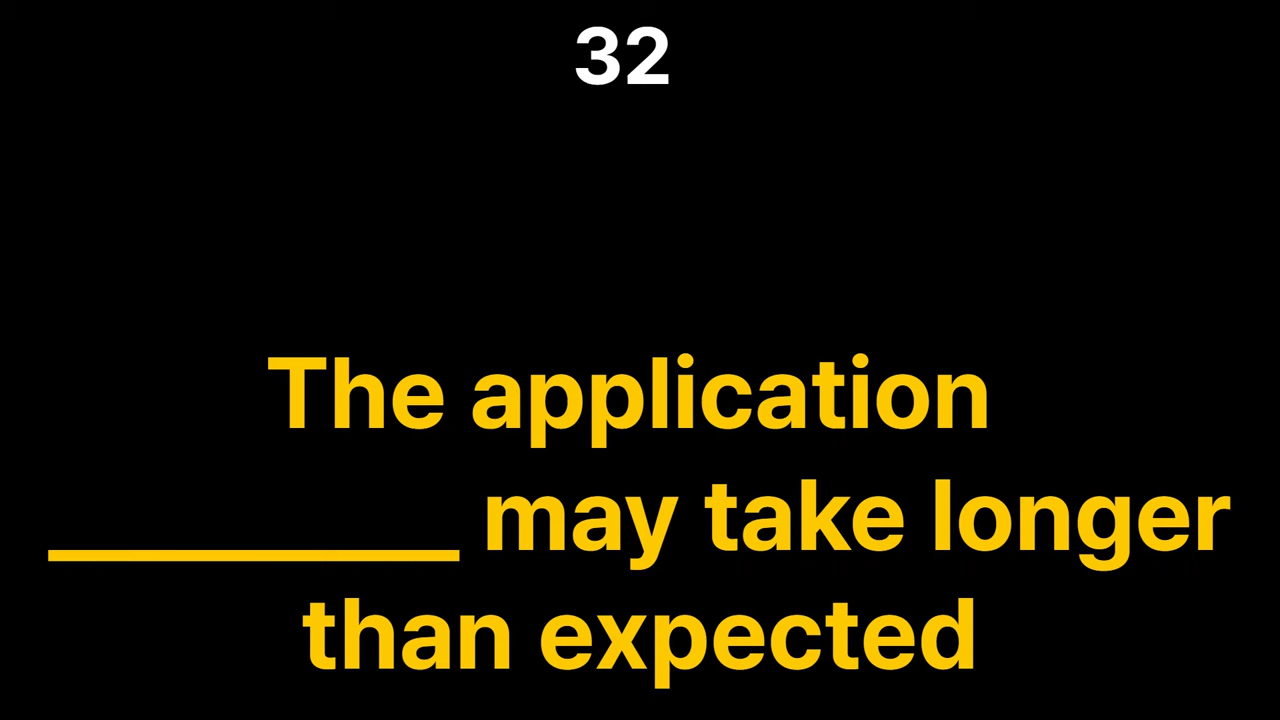 32
The application
__________ may take longer
than expected